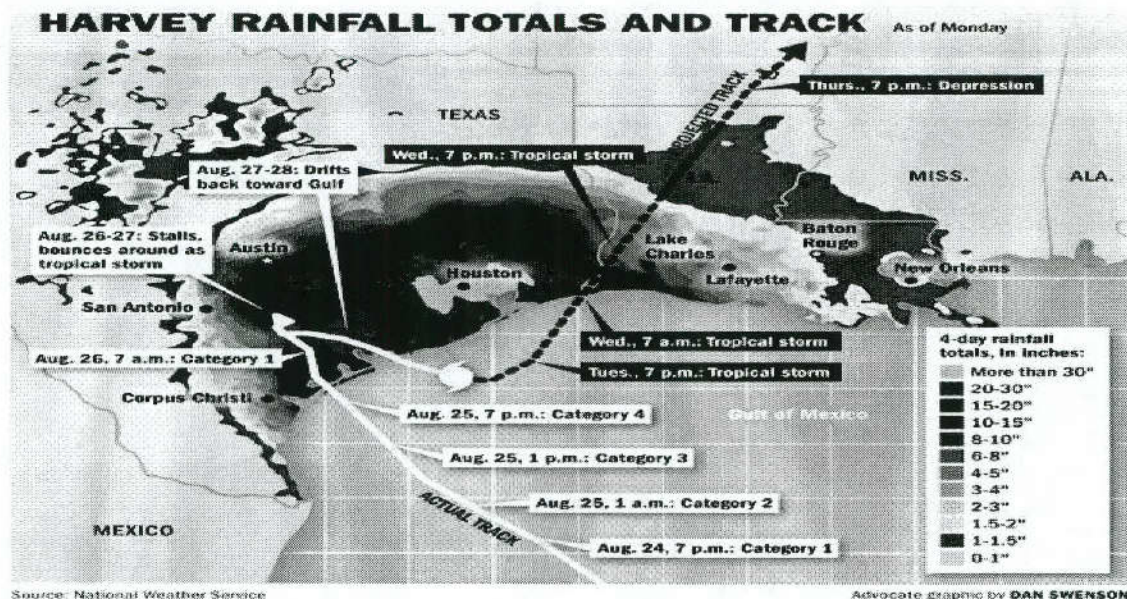 HARVEY RAINFALL TOTALS AND TRACK
As of Monday
Thurs., 7 p.m.: Depression
PROJECTED TRACK
TEXAS
Wed., 7 p.m.: Tropical storm
Aug. 27-28: Drifts
back toward Gulf
MISS.
ALA.
Aug. 26-27: Stalls,
bounces around as
tropical storm
Austin
Lake
Charles
Baton
Rouge
Houston
Lafayette
New Orleans
San Antonio
Aug. 26, 7 a.m.: Category 1
Wed., 7 a.m.: Tropical storm
Tues., 7 p.m.: Tropical storm
Corpus Christi
Aug. 25, 7 p.m.: Category 4
Gulf of Mexico
Aug. 25, 1 p.m.: Category 3
Aug. 25, 1 a.m.: Category 2
ACTUAL TRACK
MEXICO
Aug. 24, 7 p.m.: Category 1
4-day rainfall
totals, in inches:
More than 30"
20-30"
15-20"
10-15"
8-10"
6-8"
4-5"
3-4"
2-3"
1.5-2"
1-1.5"
0-1"
Source: National Weather Service
Advocate graphic by DAN SWENSON